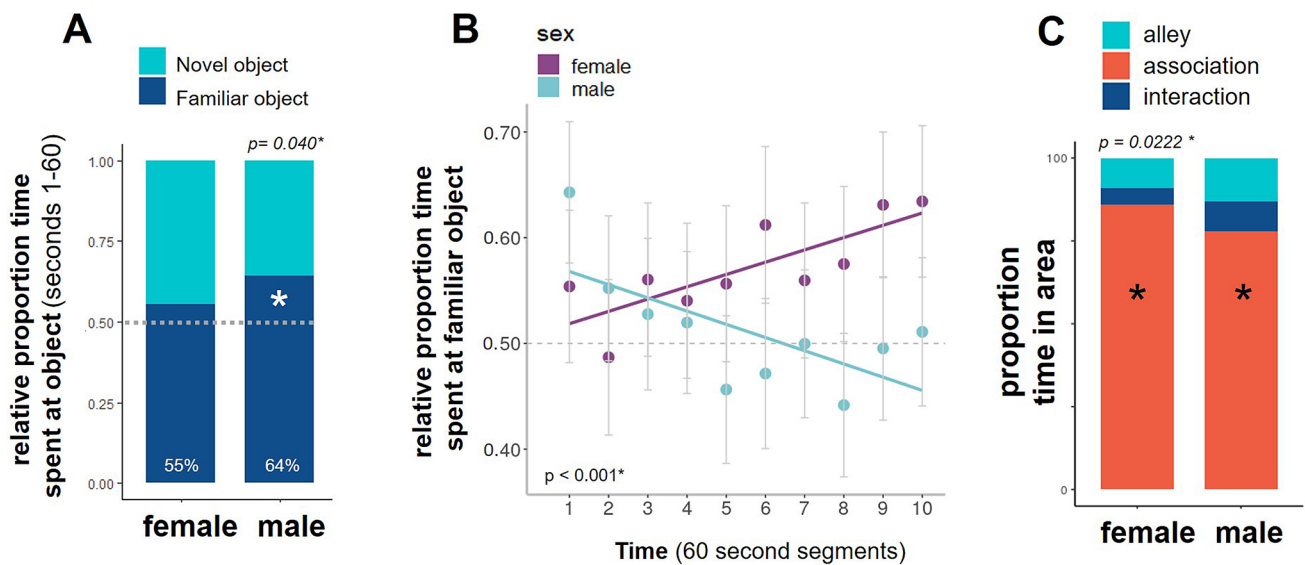 A
Novel object
Familiar object
p= 0.040*
relative proportion time
spent at object (seconds 1-60)
1.00
0.75
0.50
0.25
0.00
*
55%
64%
female
male
B
sex
female
male
relative proportion time
spent at familiar object
0.70
0.60
0.50
0.40
p < 0.001*
1 2 3 4 5 6 7 8 9 10
Time (60 second segments)
C
alley
association
interaction
p = 0.0222 *
proportion
time in area
100
0
*
*
female
male